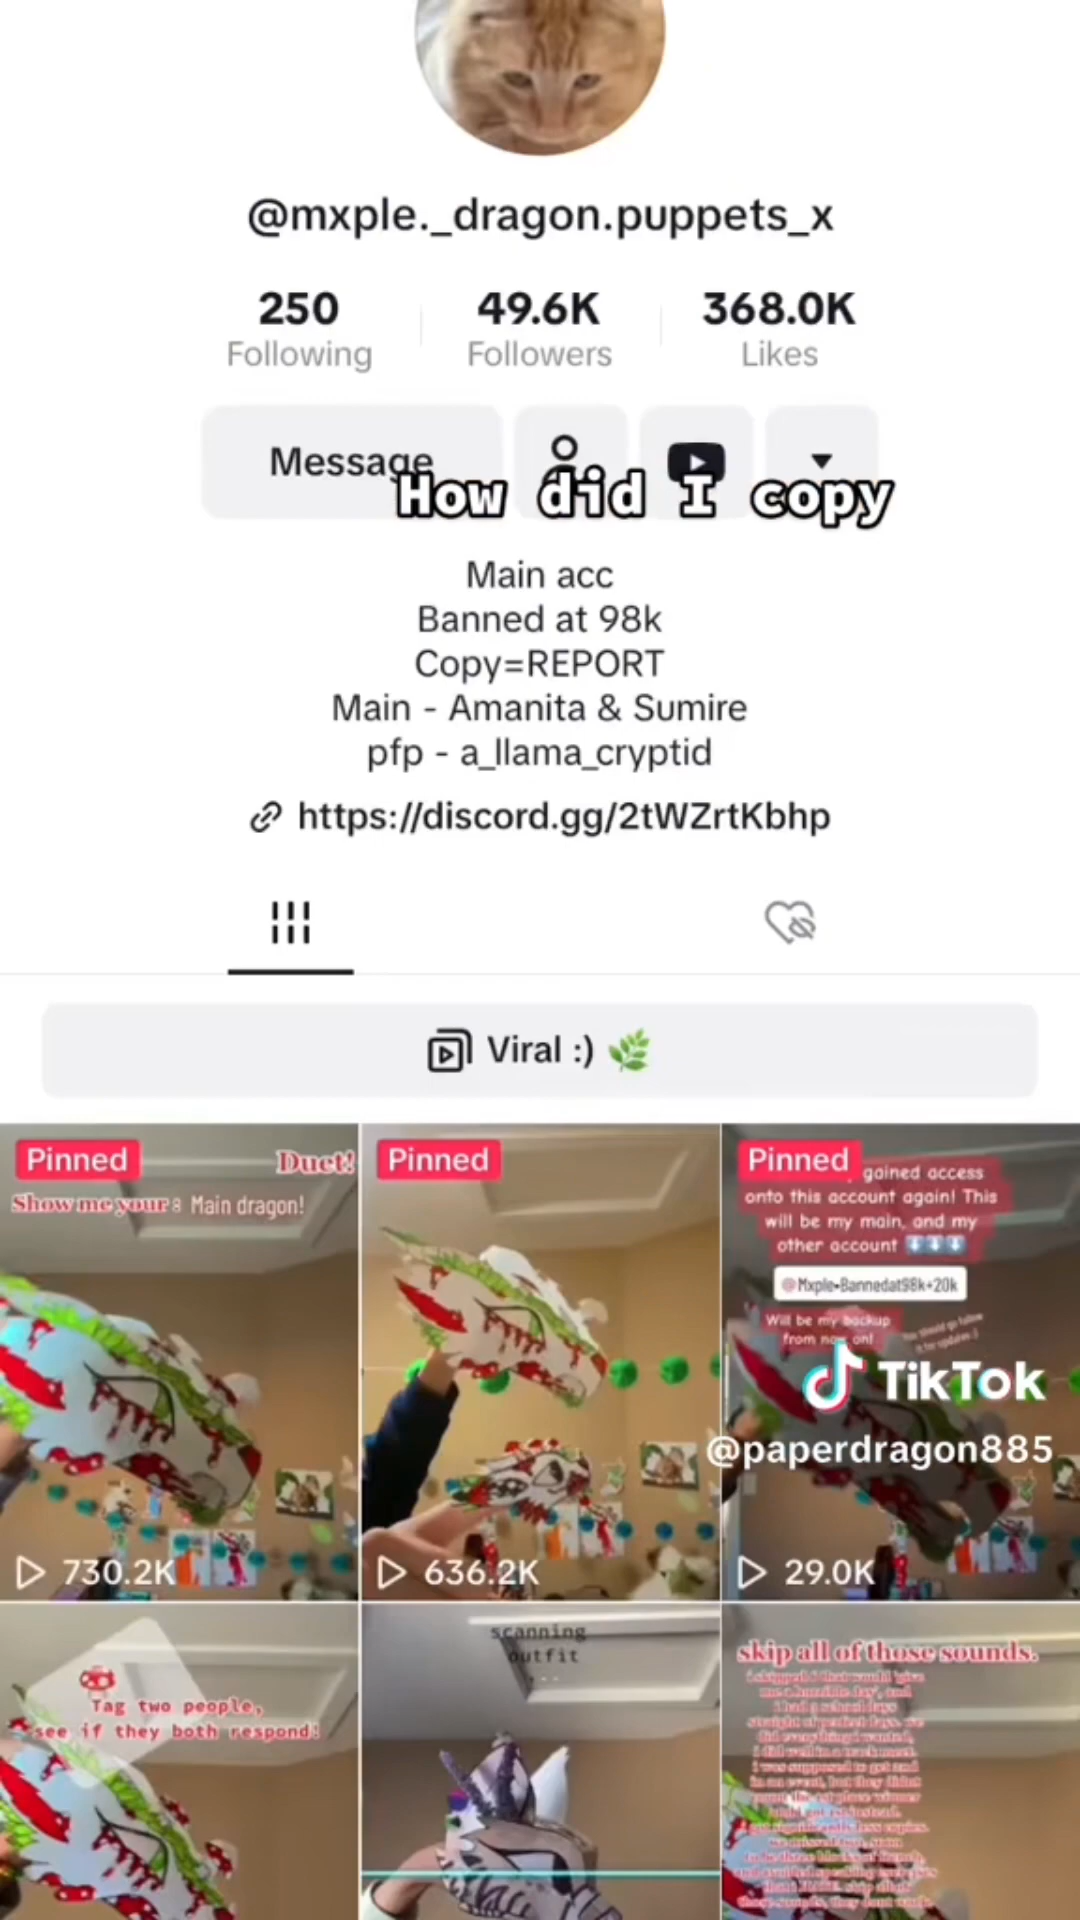 @mxple._dragon.puppets_x
250 49.6K 368.0K
Following Followers Likes
Message
How did I copy
Main acc
Banned at 98k
Copy=REPORT
Main - Amanita & Sumire
pfp - a_llama_cryptid
https://discord.gg/2tWZrtKbhp
Viral :)
Pinned
Duet!
Show me your: Main dragon!
730.2K
Pinned
636.2K
Pinned
gained access
onto this account again! This
will be my main, and my
other account
@Mxple•Bannedat98k+20k
Will be my backup
from now on!
29.0K
TikTok
@paperdragon885
Tag two people,
see if they both respond!
scanning
outfit
...
skip all of those sounds.